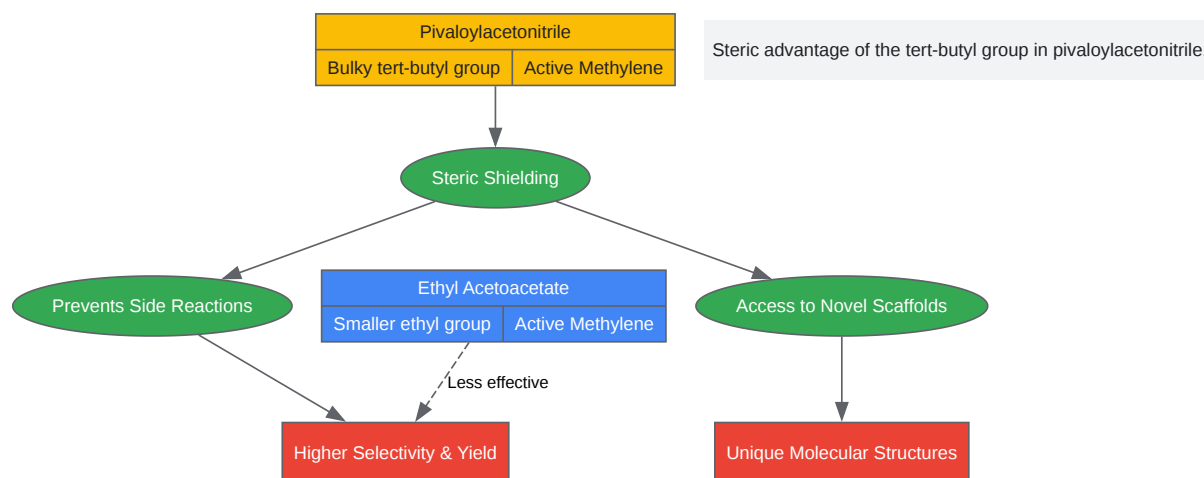 Pivaloylacetonitrile
Bulky tert-butyl group
Active Methylene
Steric advantage of the tert-butyl group in pivaloylacetonitrile
Steric Shielding
Prevents Side Reactions
Ethyl Acetoacetate
Smaller ethyl group
Active Methylene
Access to Novel Scaffolds
Less effective
Higher Selectivity & Yield
Unique Molecular Structures